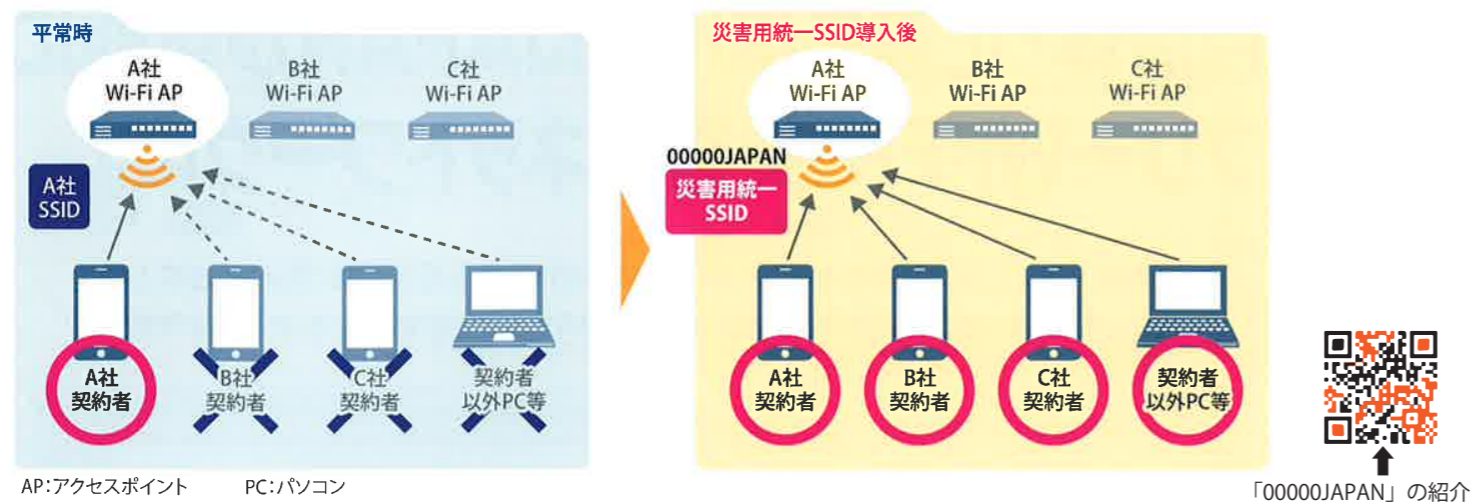 平常時
A社
Wi-Fi AP
B社
Wi-Fi AP
C社
Wi-Fi AP
A社
SSID
A社
契約者
B社
契約者
C社
契約者
契約者
以外PC等
AP:アクセスポイント PC:パソコン
災害用統一SSID導入後
A社
Wi-Fi AP
B社
Wi-Fi AP
C社
Wi-Fi AP
00000JAPAN
災害用統一
SSID
A社
契約者
B社
契約者
C社
契約者
契約者
以外PC等
「00000JAPAN」の紹介